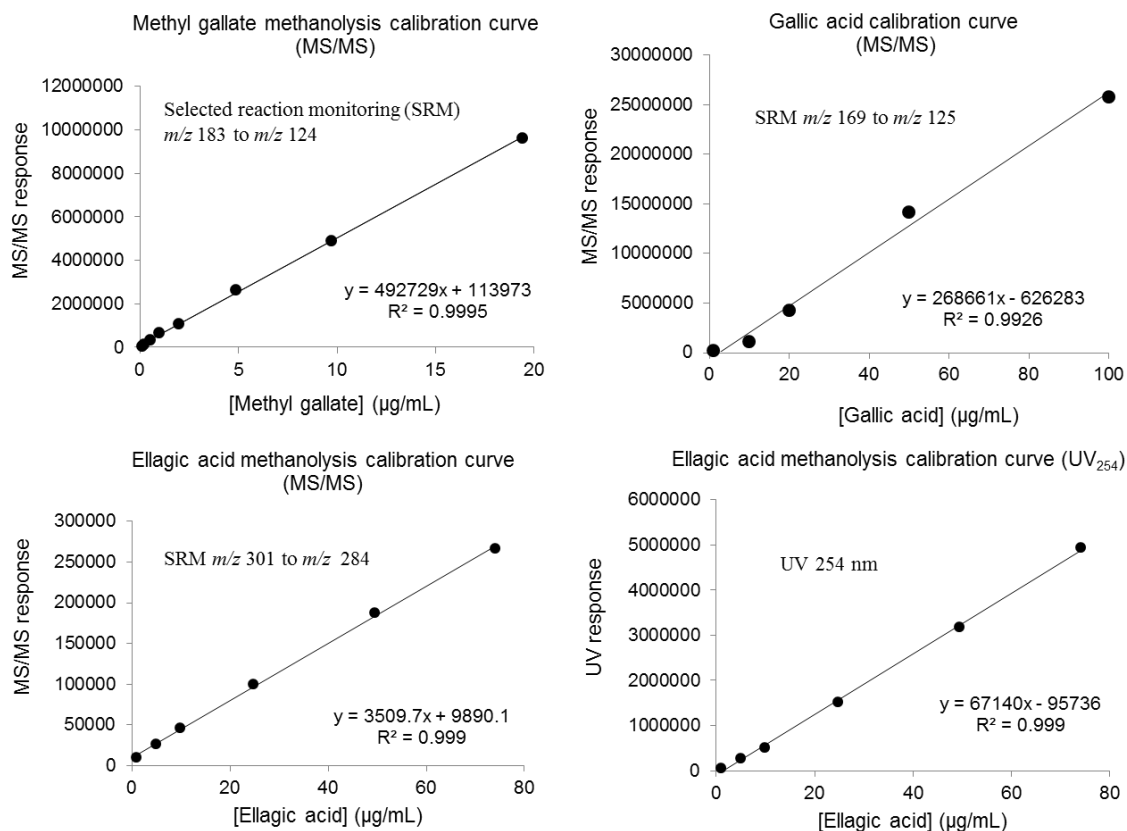 Methyl gallate methanolysis calibration curve
(MS/MS)
12000000
10000000
8000000
6000000
4000000
2000000
0
MS/MS response
Selected reaction monitoring (SRM)
m/z 183 to m/z 124
y = 492729x + 113973
R² = 0.9995
0 5 10 15 20
[Methyl gallate] (µg/mL)
Gallic acid calibration curve
(MS/MS)
30000000
25000000
20000000
15000000
10000000
5000000
0
MS/MS response
SRM m/z 169 to m/z 125
y = 268661x - 626283
R² = 0.9926
0 20 40 60 80 100
[Gallic acid] (µg/mL)
Ellagic acid methanolysis calibration curve
(MS/MS)
300000
250000
200000
150000
100000
50000
0
MS/MS response
SRM m/z 301 to m/z 284
y = 3509.7x + 9890.1
R² = 0.999
0 20 40 60 80
[Ellagic acid] (µg/mL)
Ellagic acid methanolysis calibration curve (UV₂₅₄)
6000000
5000000
4000000
3000000
2000000
1000000
0
UV response
UV 254 nm
y = 67140x - 95736
R² = 0.999
0 20 40 60 80
[Ellagic acid] (µg/mL)